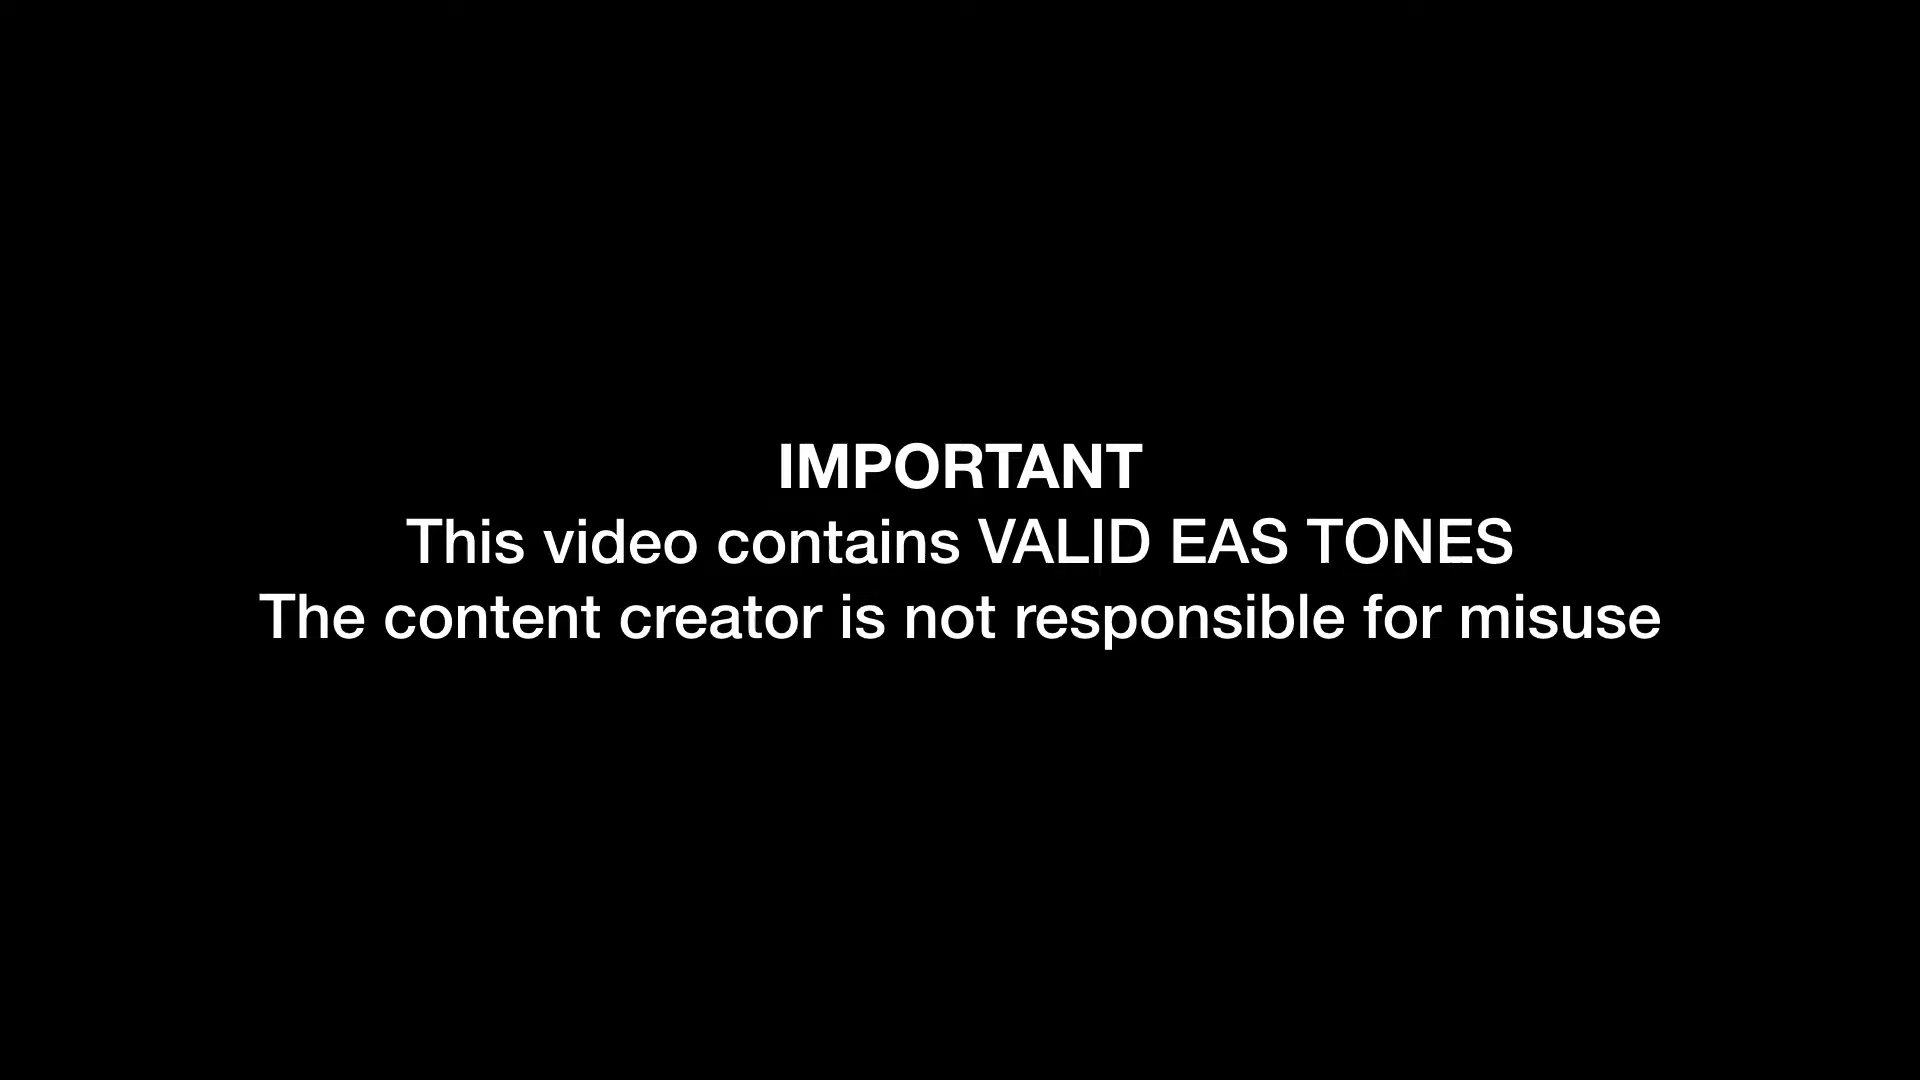 IMPORTANT
This video contains VALID EAS TONES
The content creator is not responsible for misuse